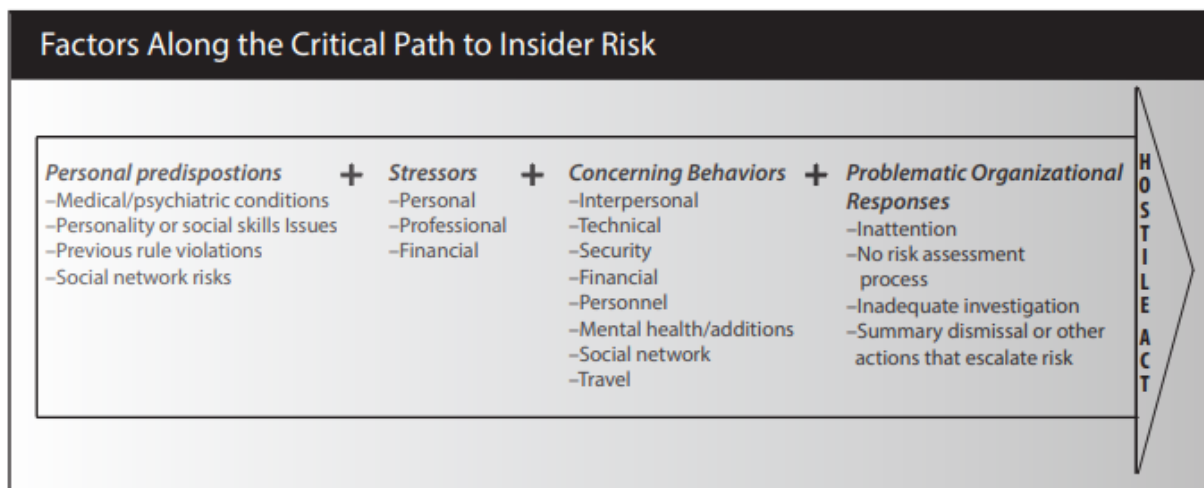 Factors Along the Critical Path to Insider Risk
Personal predispostions
–Medical/psychiatric conditions
–Personality or social skills Issues
–Previous rule violations
–Social network risks
+
Stressors
–Personal
–Professional
–Financial
+
Concerning Behaviors
–Interpersonal
–Technical
–Security
–Financial
–Personnel
–Mental health/additions
–Social network
–Travel
+
Problematic Organizational
Responses
–Inattention
–No risk assessment
process
–Inadequate investigation
–Summary dismissal or other
actions that escalate risk
HOSTILE ACT